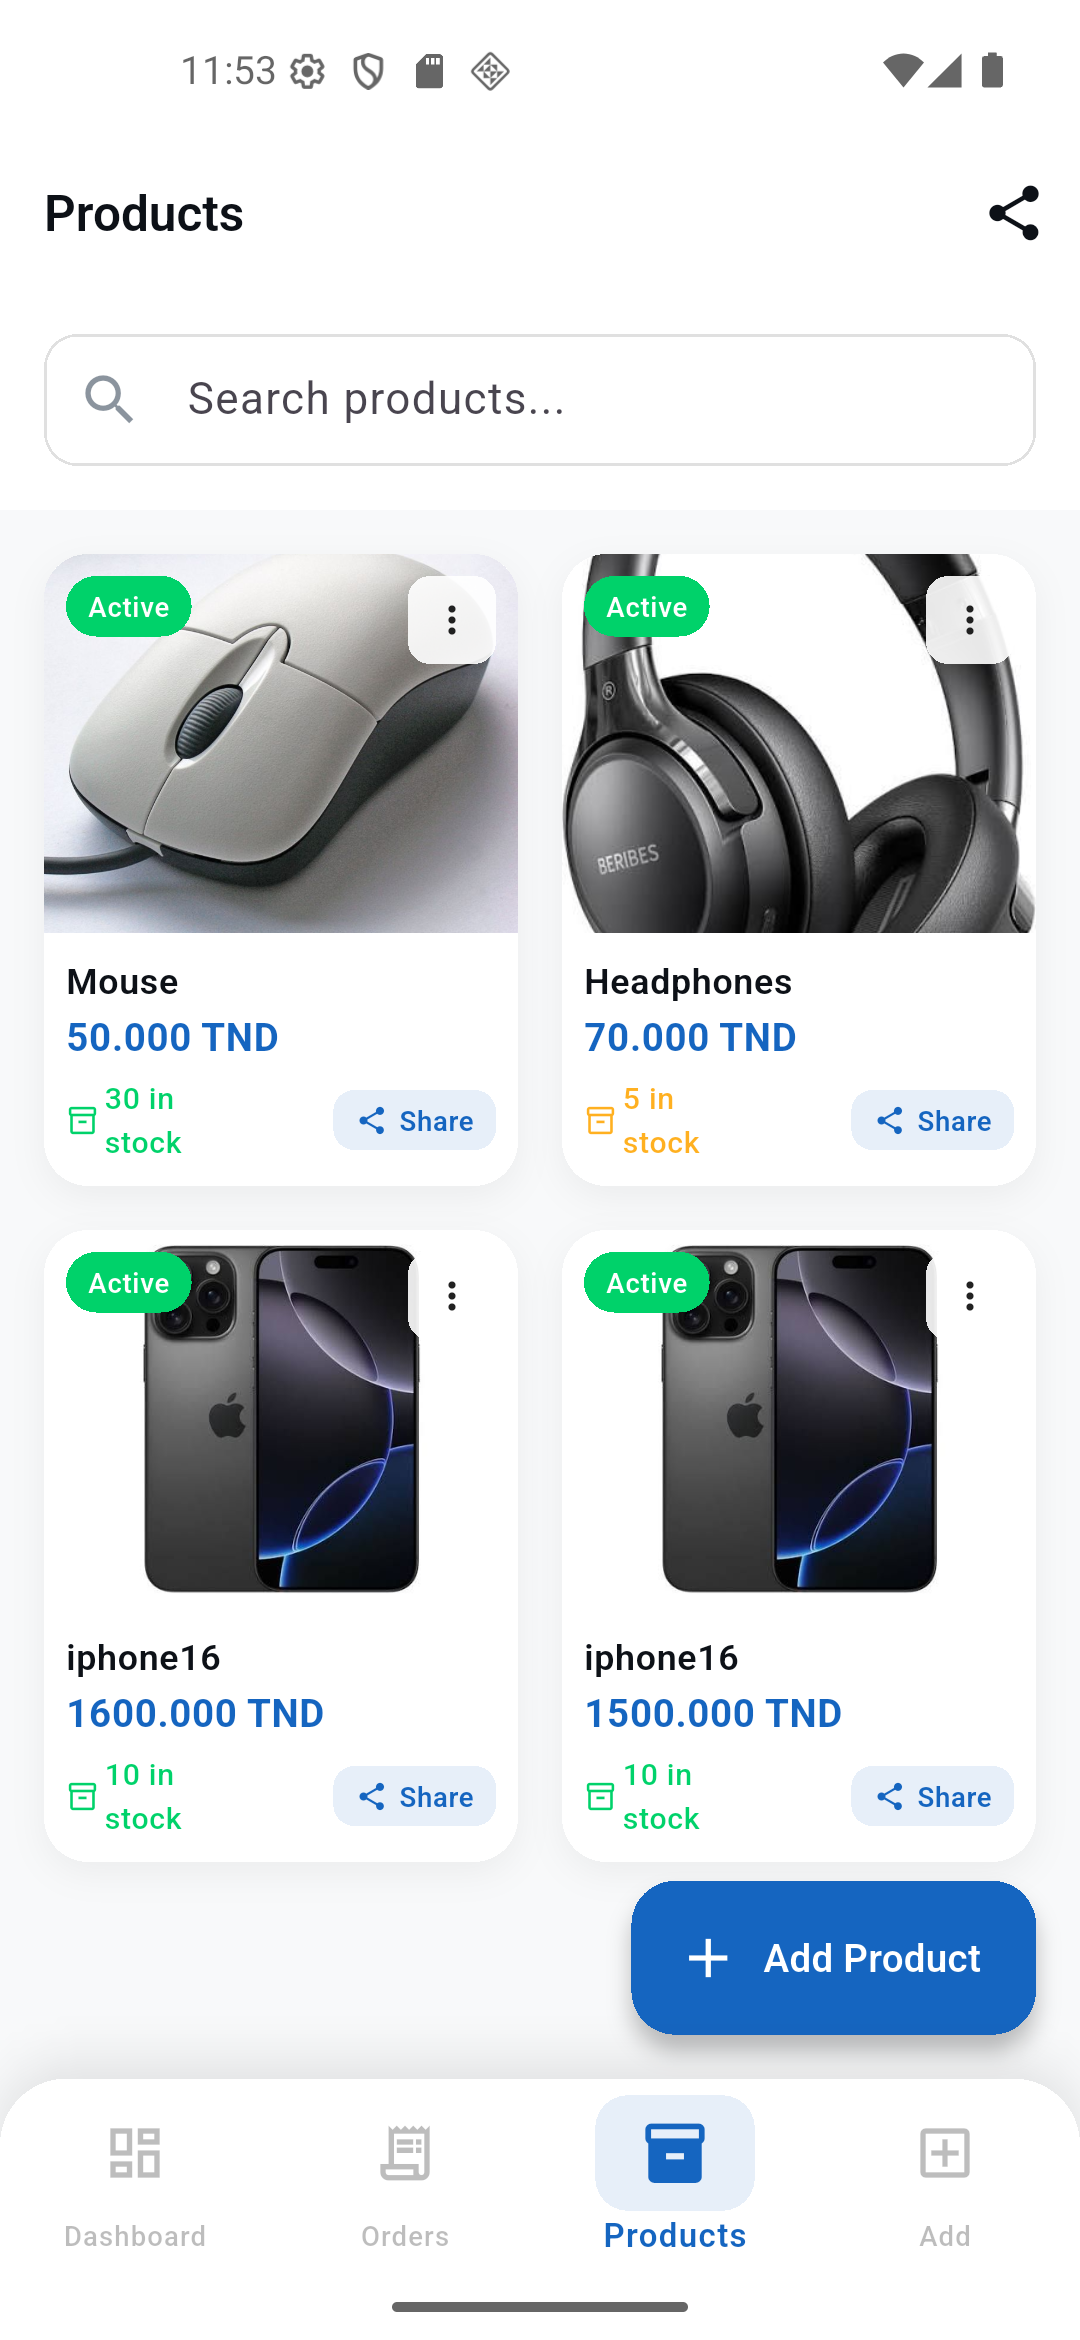 11:53
Products
Search products...
Active
Active
®
BERIBES
Mouse
Headphones
50.000 TND
70.000 TND
30 in
stock
Share
5 in
stock
Share
Active
Active
iphone16
iphone16
1600.000 TND
1500.000 TND
10 in
stock
Share
10 in
stock
Share
Add Product
Dashboard
Orders
Products
Add